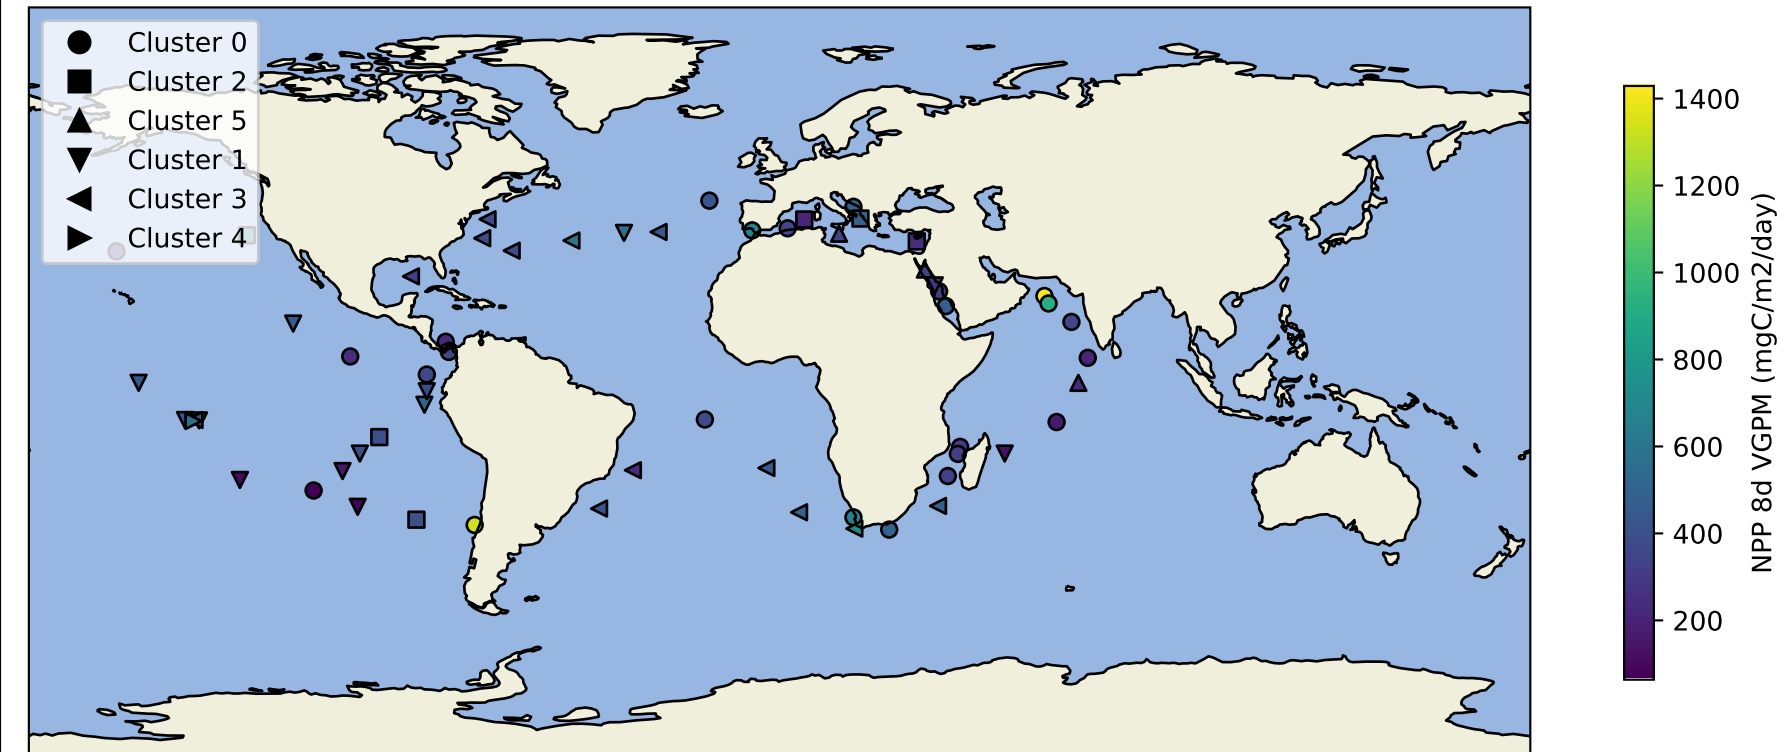 Cluster 0
Cluster 2
Cluster 5
Cluster 1
Cluster 3
Cluster 4
1400
1200
1000
800
600
400
200
NPP 8d VGPM (mgC/m2/day)